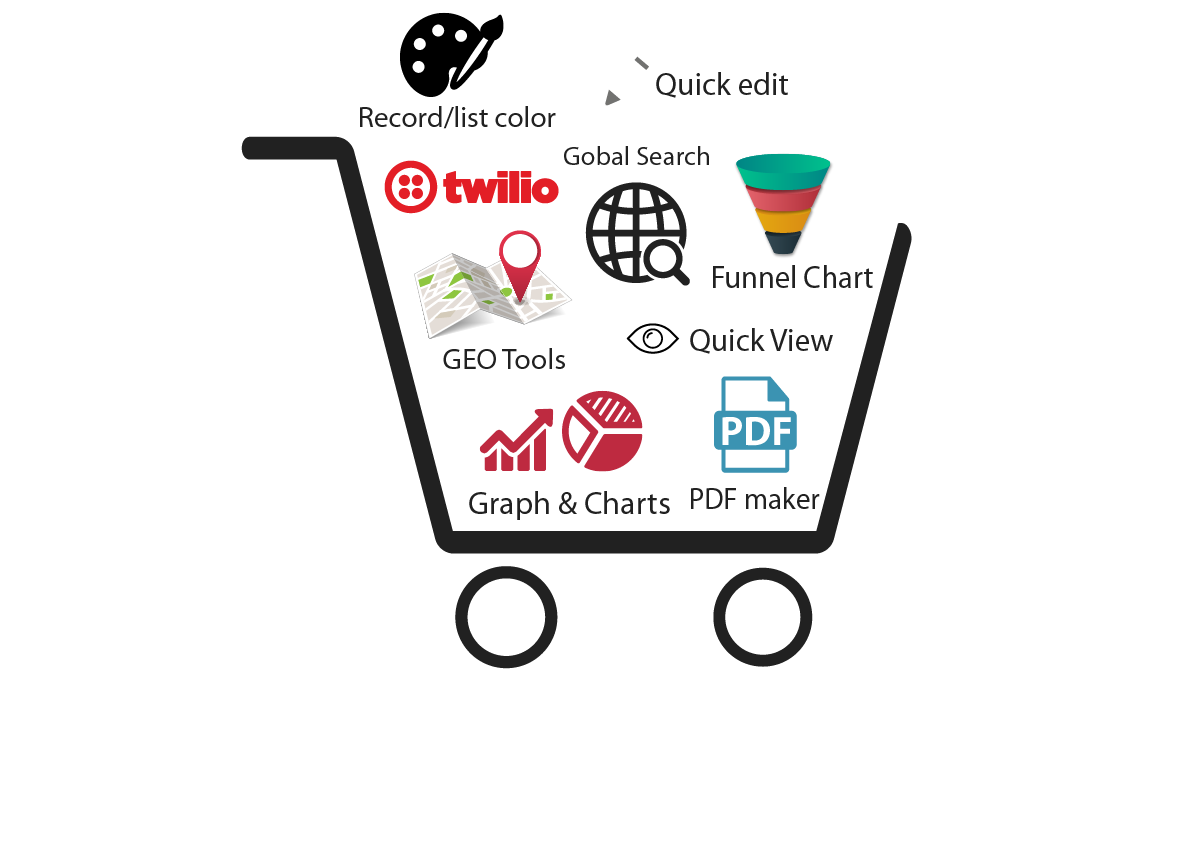 Quick edit
Record/list color
Gobal Search
twilio
Funnel Chart
Quick View
GEO Tools
PDF
Graph & Charts
PDF maker